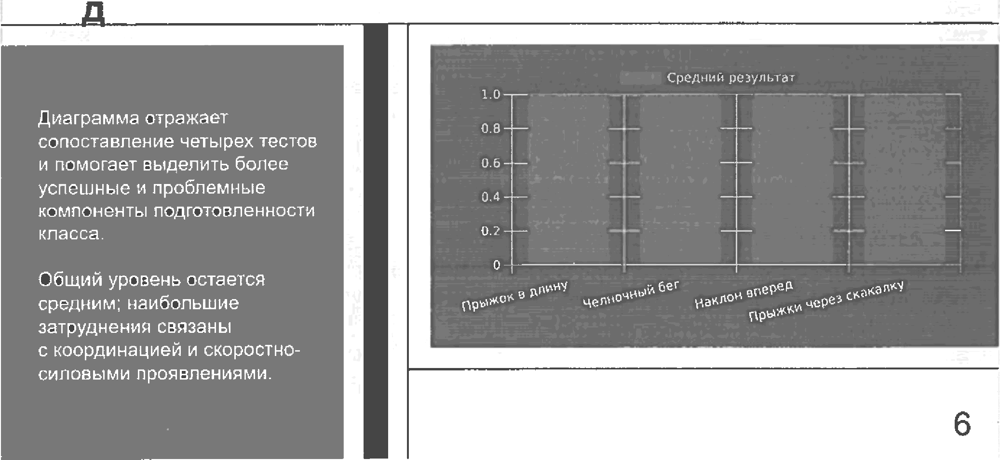 Д
Диаграмма отражает
сопоставление четырех тестов
и помогает выделить более
успешные и проблемные
компоненты подготовленности
класса.
Общий уровень остается
средним; наибольшие
затруднения связаны
с координацией и скоростно-
силовыми проявлениями.
Средний результат
1.0
0.8
0.6
0.4
0.2
0
Прыжок в длину
Челночный бег
Наклон вперед
Прыжки через скакалку
6